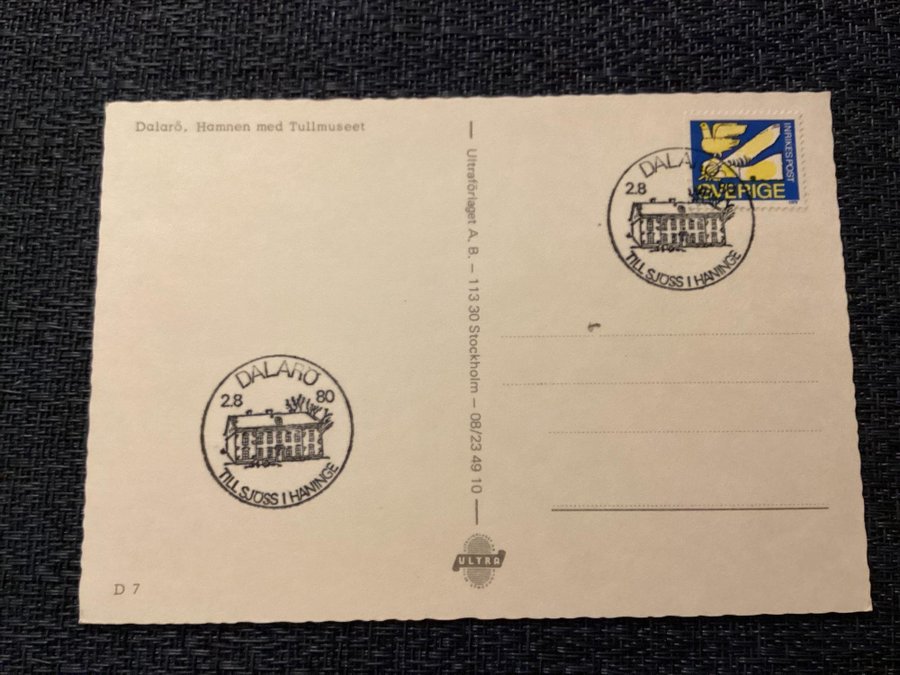 Dalarö, Hamnen med Tullmuseet
INRIKES POST
SVERIGE
DALA
2.8
TILL SJÖSS I HANINGE
Ultraförlaget A. B. – 113 30 Stockholm – 08/23 49 10
DALARÖ
2.8 80
TILL SJÖSS I HANINGE
ULTRA
D 7